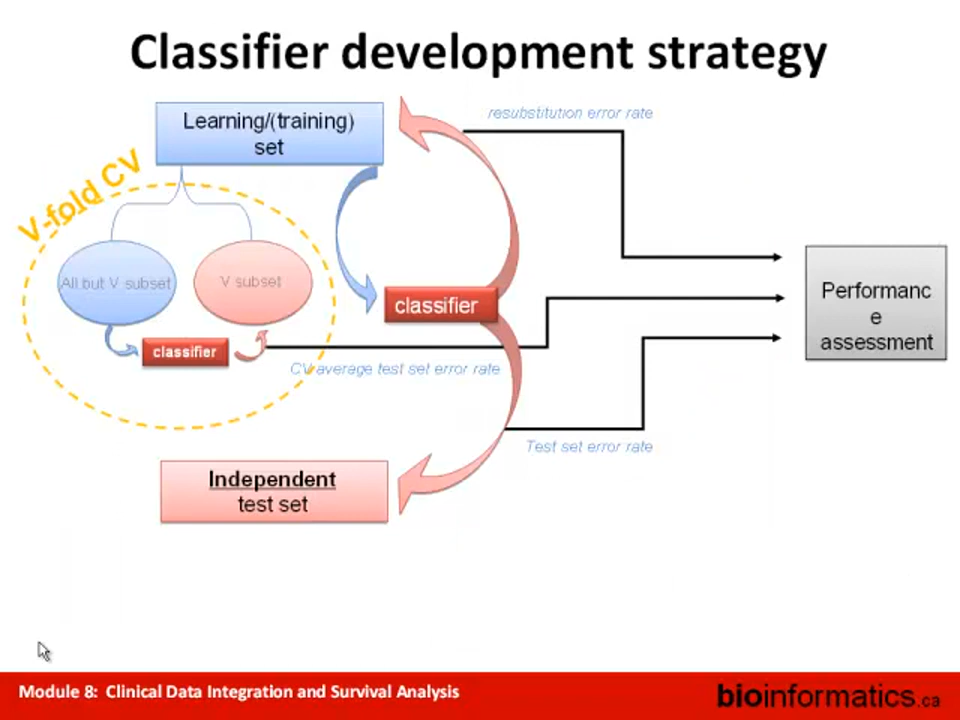 Classifier development strategy
Learning/(training)
set
resubstitution error rate
V-fold CV
All but V subset
V subset
classifier
classifier
Performanc
e
assessment
CV average test set error rate
Test set error rate
Independent
test set
Module 8: Clinical Data Integration and Survival Analysis
bioinformatics.ca